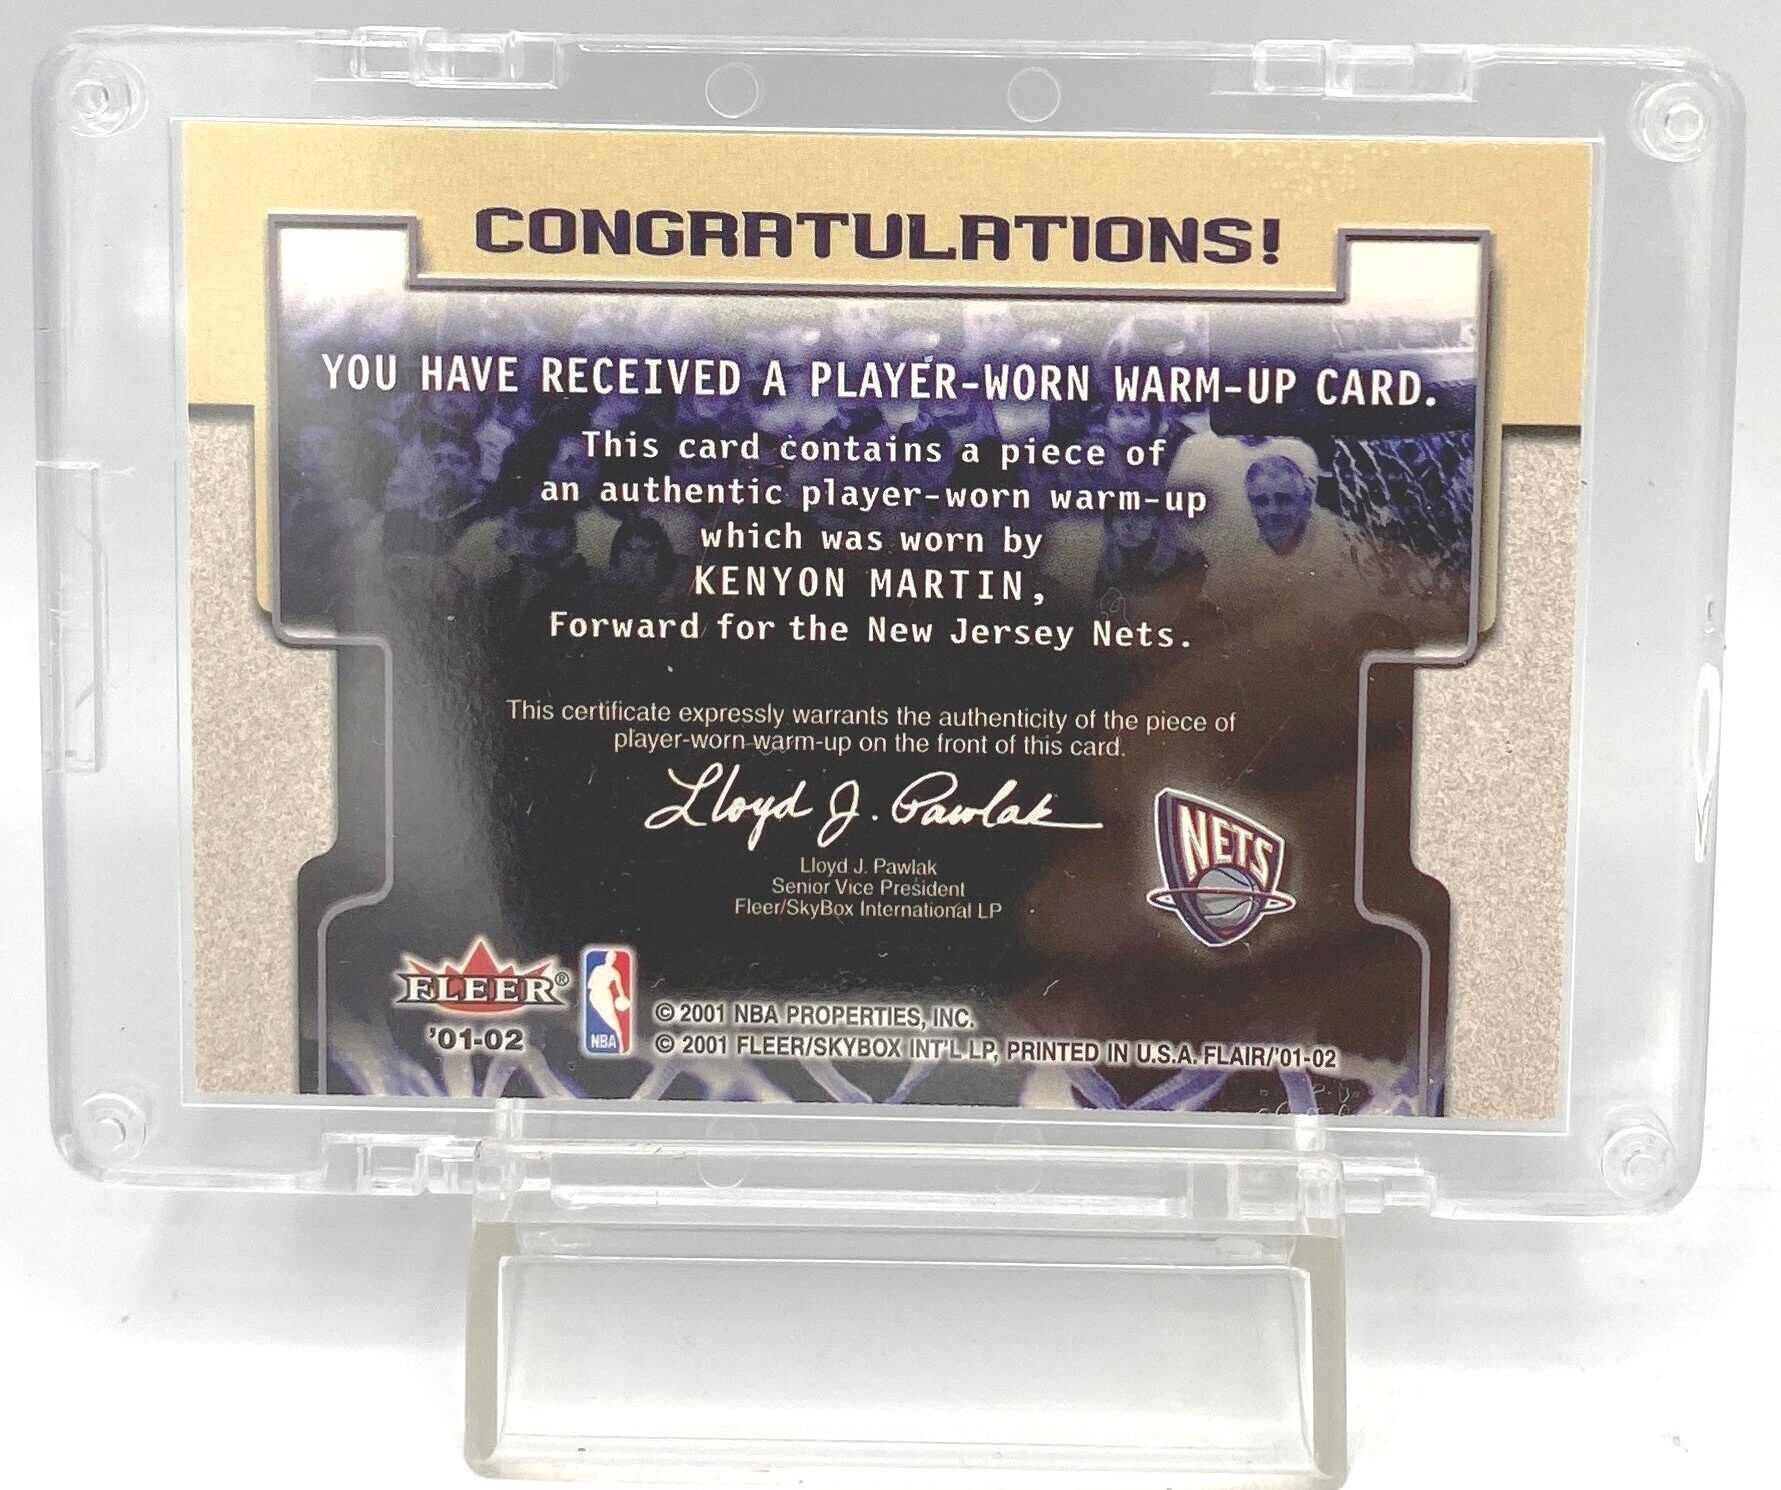 CONGRATULATIONS!
YOU HAVE RECEIVED A PLAYER-WORN WARM-UP CARD.
This card contains a piece of
an authentic player-worn warm-up
which was worn by
KENYON MARTIN,
Forward for the New Jersey Nets.
This certificate expressly warrants the authenticity of the piece of
player-worn warm-up on the front of this card.
Lloyd J. Pawlak
Lloyd J. Pawlak
Senior Vice President
Fleer/SkyBox International LP
NETS
FLEER®
'01-02
NBA
© 2001 NBA PROPERTIES, INC.
© 2001 FLEER/SKYBOX INT'L LP, PRINTED IN U.S.A. FLAIR/'01-02